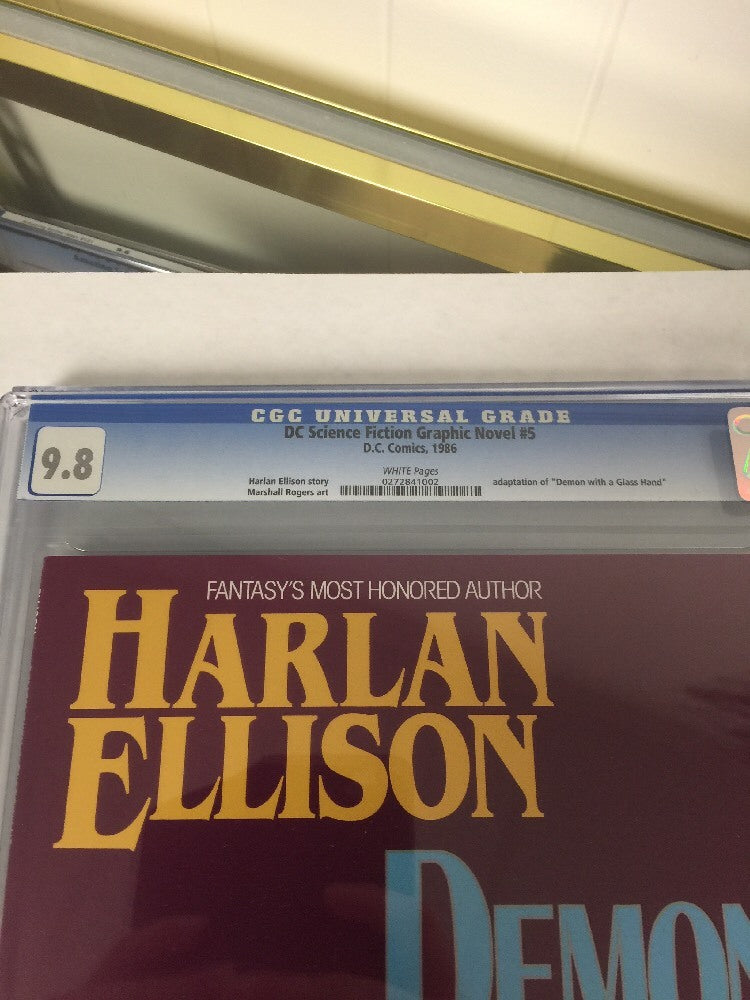 CGC UNIVERSAL GRADE
9.8
DC Science Fiction Graphic Novel #5
D.C. Comics, 1986
WHITE Pages
Harlan Ellison story
Marshall Rogers art
0272841002
adaptation of "Demon with a Glass Hand"
FANTASY'S MOST HONORED AUTHOR
HARLAN
ELLISON
DEMON